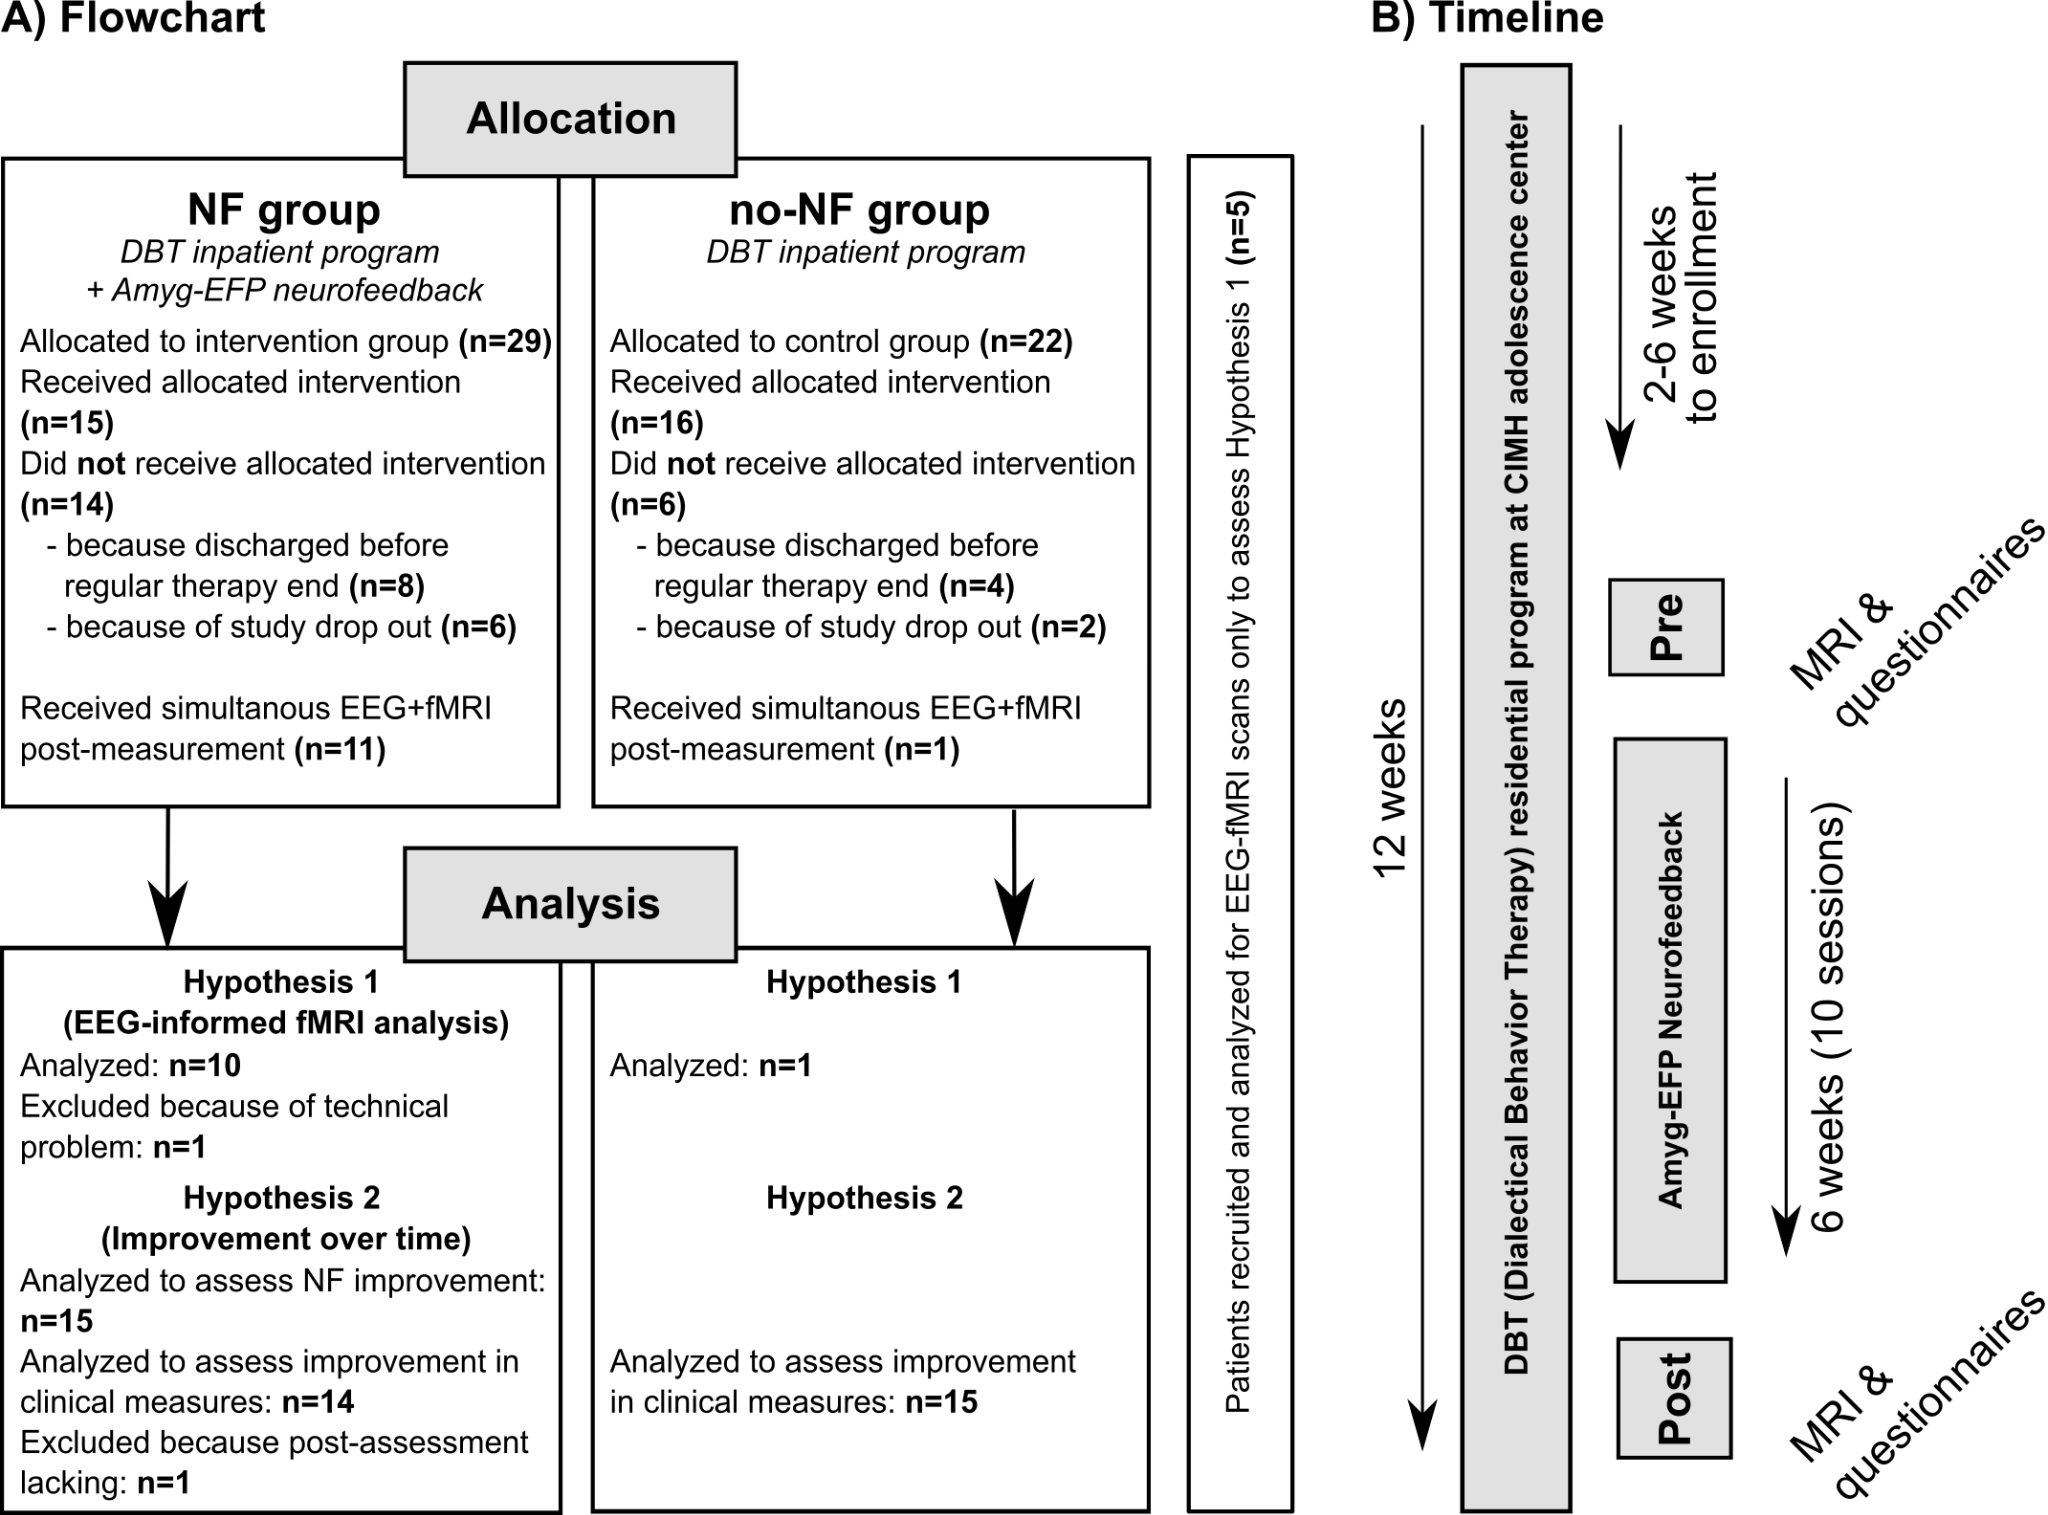 A) Flowchart
Allocation
NF group
DBT inpatient program
+ Amyg-EFP neurofeedback
Allocated to intervention group (n=29)
Received allocated intervention
(n=15)
Did not receive allocated intervention
(n=14)
- because discharged before
regular therapy end (n=8)
- because of study drop out (n=6)
Received simultanous EEG+fMRI
post-measurement (n=11)
no-NF group
DBT inpatient program
Allocated to control group (n=22)
Received allocated intervention
(n=16)
Did not receive allocated intervention
(n=6)
- because discharged before
regular therapy end (n=4)
- because of study drop out (n=2)
Received simultanous EEG+fMRI
post-measurement (n=1)
Analysis
Hypothesis 1
(EEG-informed fMRI analysis)
Analyzed: n=10
Excluded because of technical
problem: n=1
Hypothesis 2
(Improvement over time)
Analyzed to assess NF improvement:
n=15
Analyzed to assess improvement in
clinical measures: n=14
Excluded because post-assessment
lacking: n=1
Hypothesis 1
Analyzed: n=1
Hypothesis 2
Analyzed to assess improvement
in clinical measures: n=15
Patients recruited and analyzed for EEG-fMRI scans only to assess Hypothesis 1 (n=5)
B) Timeline
12 weeks
DBT (Dialectical Behavior Therapy) residential program at CIMH adolescence center
2-6 weeks
to enrollment
Pre
MRI &
questionnaires
Amyg-EFP Neurofeedback
6 weeks (10 sessions)
Post
MRI &
questionnaires